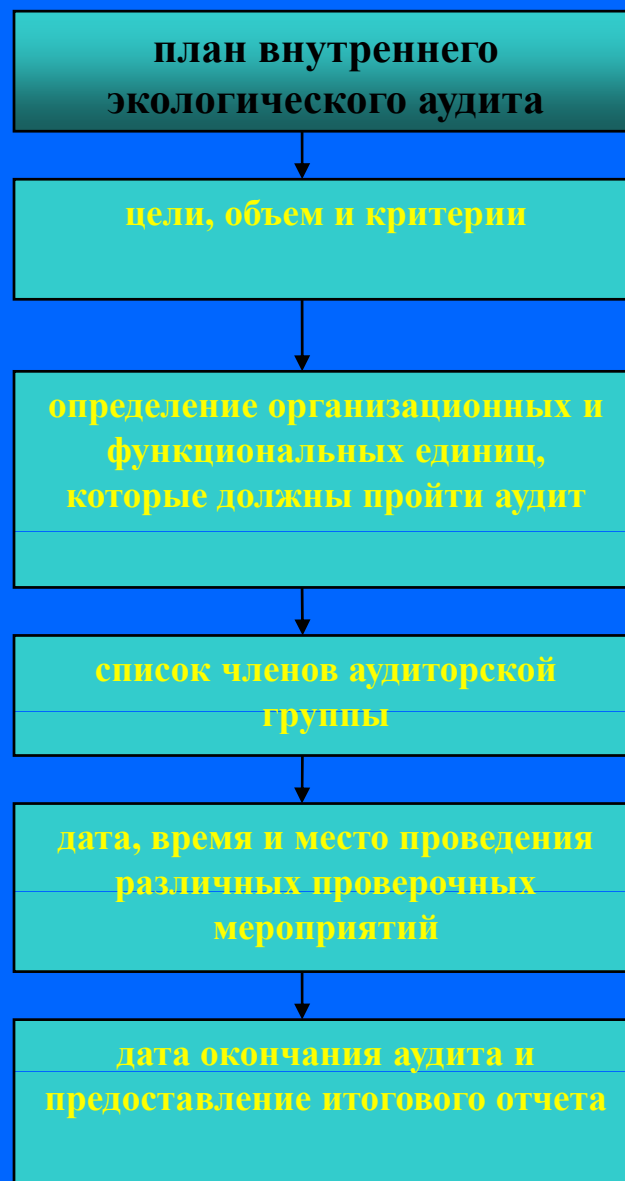 план внутреннего
экологического аудита
цели, объем и критерии
определение организационных и
функциональных единиц,
которые должны пройти аудит
список членов аудиторской
группы
дата, время и место проведения
различных проверочных
мероприятий
дата окончания аудита и
предоставление итогового отчета